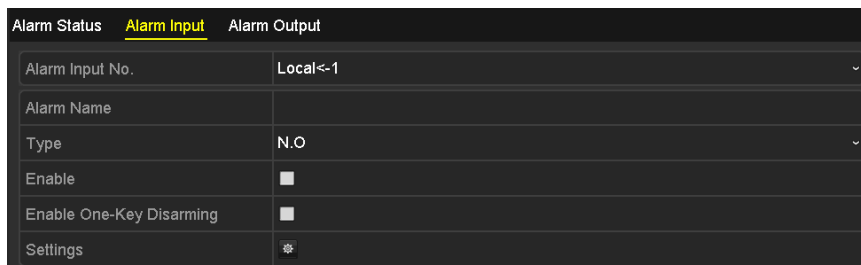 Alarm Status Alarm Input Alarm Output
Alarm Input No. Local<-1
Alarm Name
Type N.O
Enable
Enable One-Key Disarming
Settings